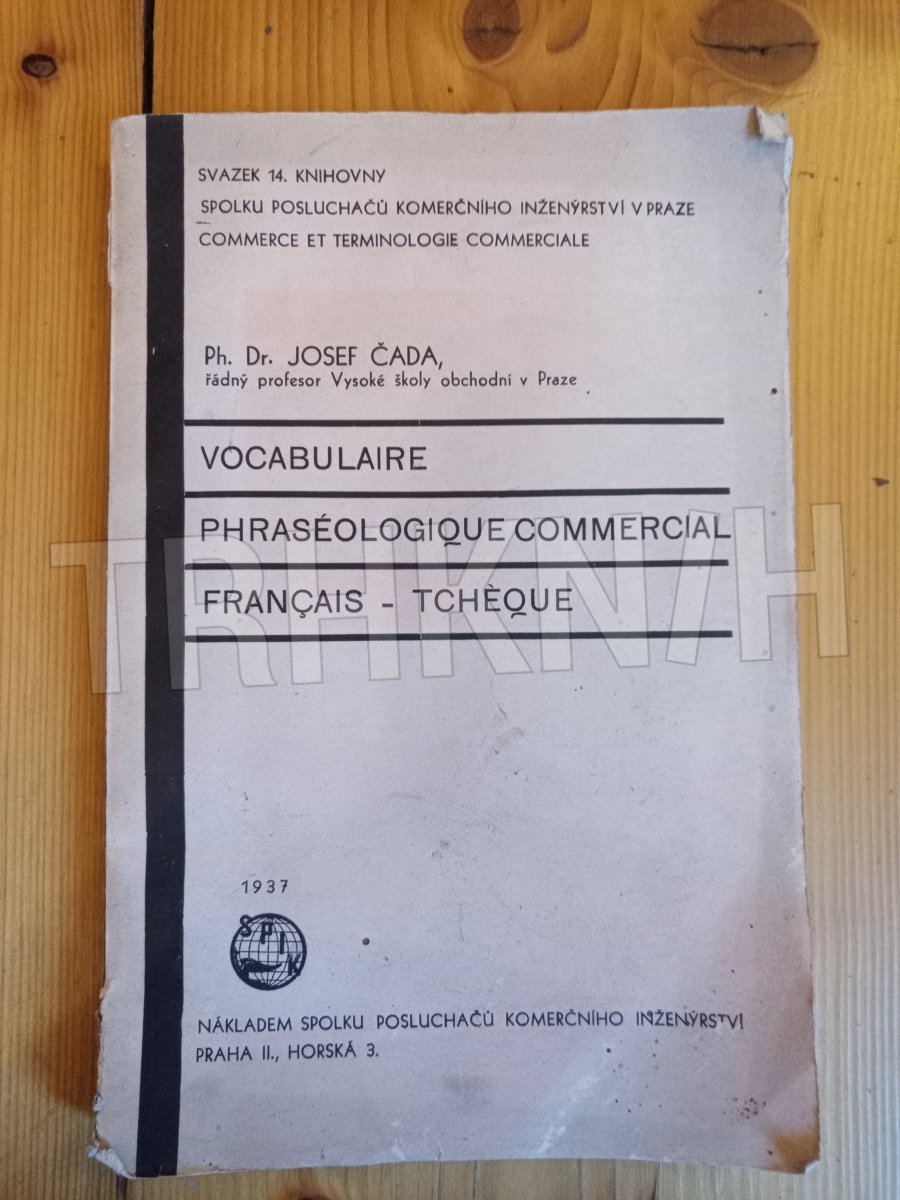 SVAZEK 14. KNIHOVNY
SPOLKU POSLUCHAČŮ KOMERČNÍHO INŽENÝRSTVÍ V PRAZE
COMMERCE ET TERMINOLOGIE COMMERCIALE
Ph. Dr. JOSEF ČADA,
řádný profesor Vysoké školy obchodní v Praze
VOCABULAIRE
PHRASÉOLOGIQUE COMMERCIAL
FRANÇAIS - TCHÈQUE
TRHKNIH
1937
SPIK
NÁKLADEM SPOLKU POSLUCHAČŮ KOMERČNÍHO INŽENÝRSTVÍ
PRAHA II., HORSKÁ 3.